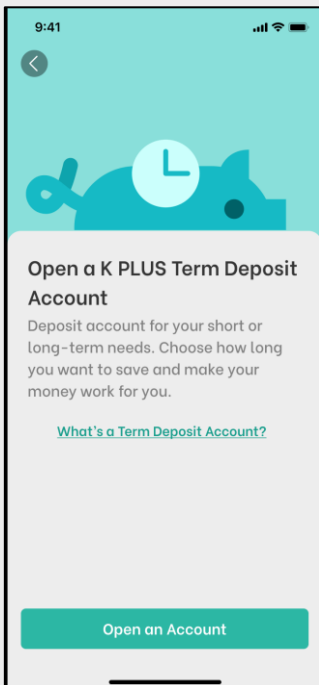 9:41
Open a K PLUS Term Deposit
Account
Deposit account for your short or
long-term needs. Choose how long
you want to save and make your
money work for you.
What's a Term Deposit Account?
Open an Account